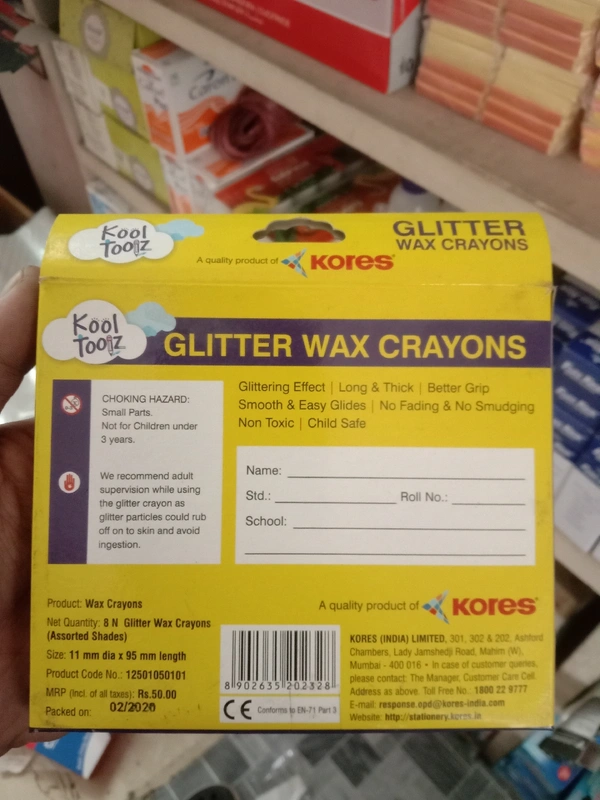 Kool
Toolz
A quality product of Kores
GLITTER
WAX CRAYONS
Kool
Toolz
GLITTER WAX CRAYONS
CHOKING HAZARD:
Small Parts.
Not for Children under
3 years.
We recommend adult
supervision while using
the glitter crayon as
glitter particles could rub
off on to skin and avoid
ingestion.
Glittering Effect | Long & Thick | Better Grip
Smooth & Easy Glides | No Fading & No Smudging
Non Toxic | Child Safe
Name:
Std.: Roll No.:
School:
Product: Wax Crayons
Net Quantity: 8 N Glitter Wax Crayons
(Assorted Shades)
Size: 11 mm dia x 95 mm length
Product Code No.: 12501050101
MRP (Incl. of all taxes): Rs.50.00
Packed on: 02/2020
8 902635 202328
CE Conforms to EN-71 Part 3
A quality product of Kores
KORES (INDIA) LIMITED, 301, 302 & 202, Ashford
Chambers, Lady Jamshedji Road, Mahim (W),
Mumbai - 400 016 • In case of customer queries,
please contact: The Manager, Customer Care Cell.
Address as above. Toll Free No.: 1800 22 9777
E-mail: response.opd@kores-india.com
Website: http://stationery.kores.in